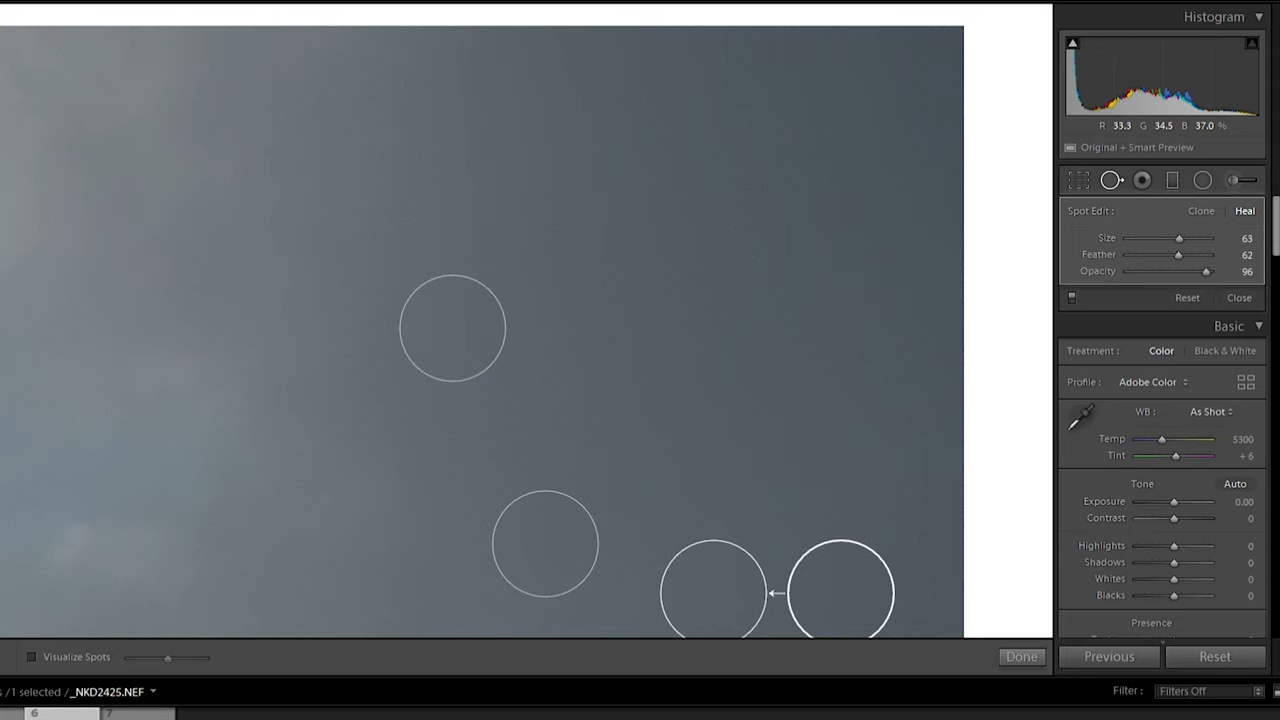 Histogram
R 33.3 G 34.5 B 37.0 %
Original + Smart Preview
Spot Edit : Clone Heal
Size 63
Feather 62
Opacity 96
Reset Close
Basic
Treatment : Color Black & White
Profile : Adobe Color
WB : As Shot
Temp 5300
Tint + 6
Tone Auto
Exposure 0.00
Contrast 0
Highlights 0
Shadows 0
Whites 0
Blacks 0
Presence
Visualize Spots Done Previous Reset
s /1 selected /_NKD2425.NEF Filter : Filters Off
6 7